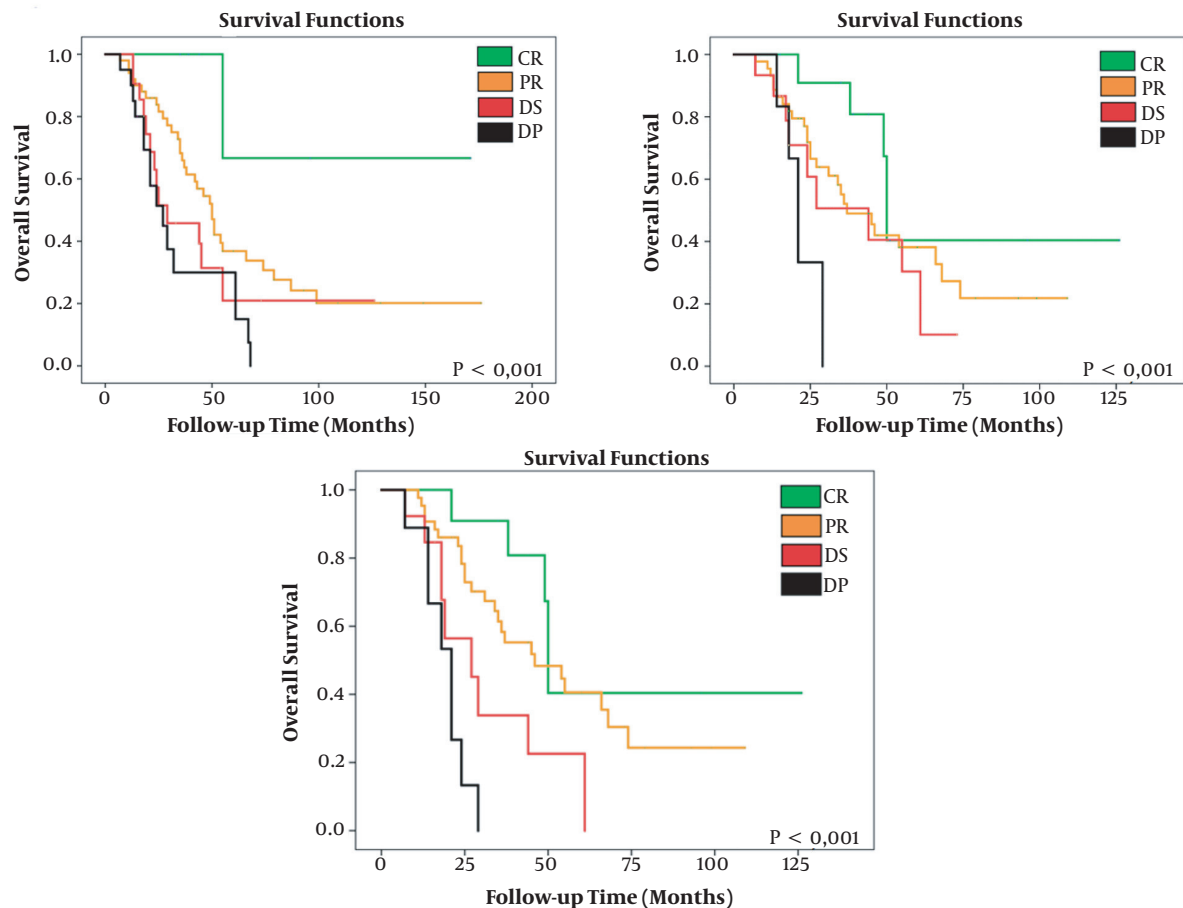 Survival Functions
1.0
0.8
0.6
0.4
0.2
0.0
Overall Survival
CR
PR
DS
DP
P < 0,001
0 50 100 150 200
Follow-up Time (Months)
Survival Functions
1.0
0.8
0.6
0.4
0.2
0.0
Overall Survival
CR
PR
DS
DP
P < 0,001
0 25 50 75 100 125
Follow-up Time (Months)
Survival Functions
1.0
0.8
0.6
0.4
0.2
0.0
Overall Survival
CR
PR
DS
DP
P < 0,001
0 25 50 75 100 125
Follow-up Time (Months)